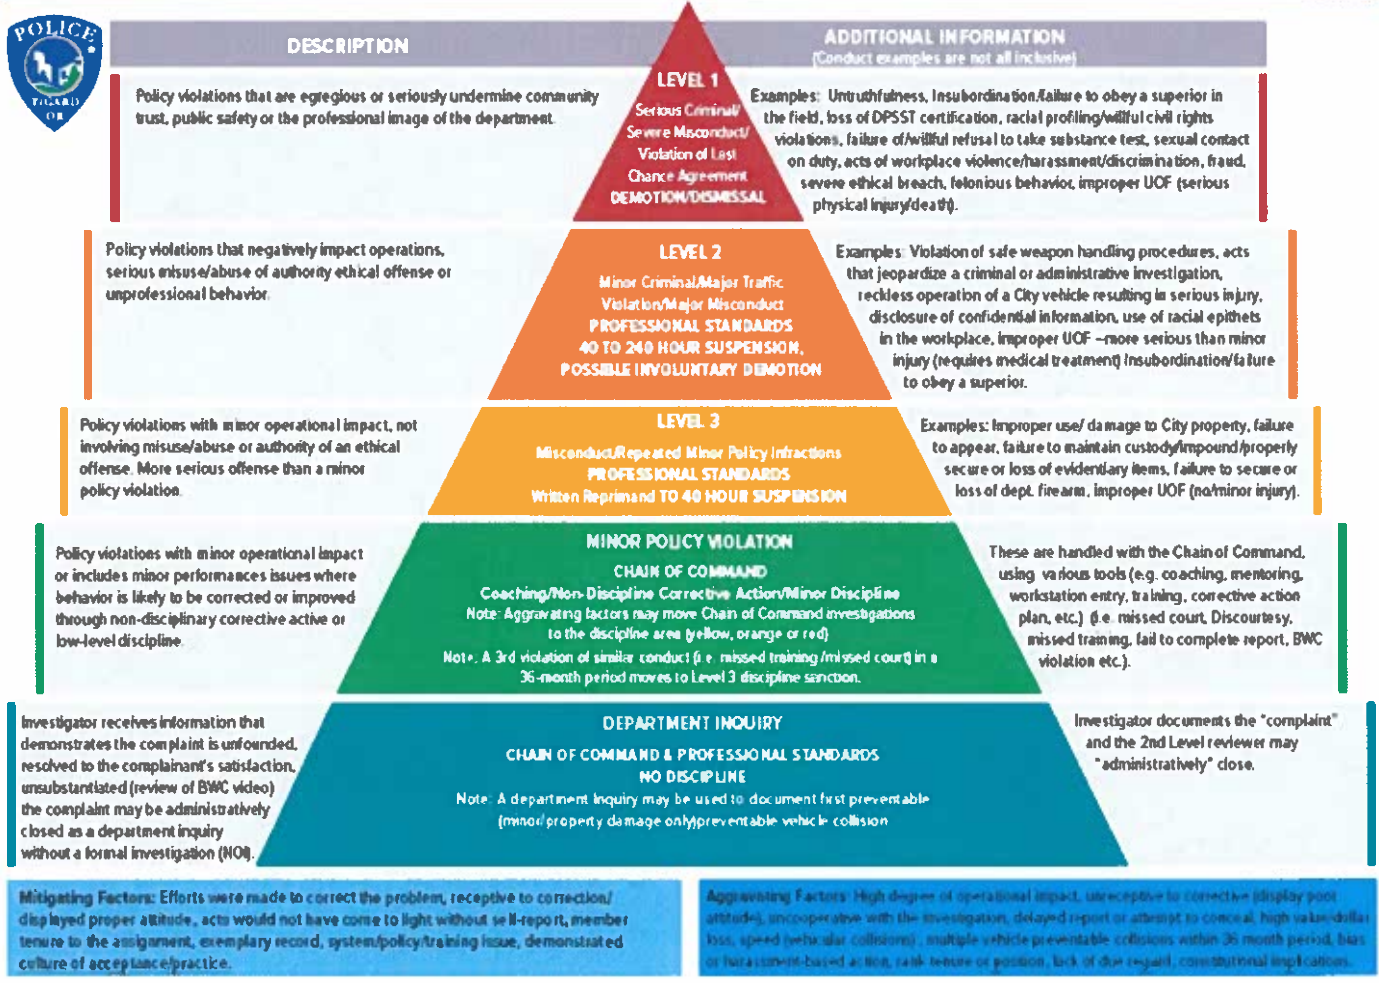 POLICE
TIGARD
OR
DESCRIPTION
ADDITIONAL INFORMATION
(Conduct examples are not all inclusive)
Policy violations that are egregious or seriously undermine community
trust, public safety or the professional image of the department.
LEVEL 1
Serious Criminal/
Severe Misconduct/
Violation of Last
Chance Agreement
DEMOTION/DISMISSAL
Examples: Untruthfulness, Insubordination/failure to obey a superior in
the field, loss of DPSST certification, racial profiling/willful civil rights
violations, failure of/willful refusal to take substance test, sexual contact
on duty, acts of workplace violence/harassment/discrimination, fraud,
severe ethical breach, felonious behavior, improper UOF (serious
physical injury/death).
Policy violations that negatively impact operations,
serious misuse/abuse of authority ethical offense or
unprofessional behavior.
LEVEL 2
Minor Criminal/Major Traffic
Violation/Major Misconduct
PROFESSIONAL STANDARDS
40 TO 240 HOUR SUSPENSION,
POSSIBLE INVOLUNTARY DEMOTION
Examples: Violation of safe weapon handling procedures, acts
that jeopardize a criminal or administrative investigation,
reckless operation of a City vehicle resulting in serious injury,
disclosure of confidential information, use of racial epithets
in the workplace, improper UOF –more serious than minor
injury (requires medical treatment) Insubordination/failure
to obey a superior.
Policy violations with minor operational impact, not
involving misuse/abuse or authority of an ethical
offense. More serious offense than a minor
policy violation.
LEVEL 3
Misconduct/Repeated Minor Policy Infractions
PROFESSIONAL STANDARDS
Written Reprimand TO 40 HOUR SUSPENSION
Examples: Improper use/ damage to City property, failure
to appear, failure to maintain custody/impound/properly
secure or loss of evidentiary items, failure to secure or
loss of dept. firearm, improper UOF (no/minor injury).
Policy violations with minor operational impact
or includes minor performances issues where
behavior is likely to be corrected or improved
through non-disciplinary corrective active or
low-level discipline.
MINOR POLICY VIOLATION
CHAIN OF COMMAND
Coaching/Non-Discipline Corrective Action/Minor Discipline
Note: Aggravating factors may move Chain of Command investigations
to the discipline area (yellow, orange or red)
Note: A 3rd violation of similar conduct (i.e. missed training /missed court) in a
36-month period moves to Level 3 discipline sanction.
These are handled with the Chain of Command,
using various tools (e.g. coaching, mentoring,
workstation entry, training, corrective action
plan, etc.) (i.e. missed court, Discourtesy,
missed training, fail to complete report, BWC
violation etc.).
Investigator receives information that
demonstrates the complaint is unfounded,
resolved to the complainant's satisfaction,
unsubstantiated (review of BWC video)
the complaint may be administratively
closed as a department inquiry
without a formal investigation (NOI).
DEPARTMENT INQUIRY
CHAIN OF COMMAND & PROFESSIONAL STANDARDS
NO DISCIPLINE
Note: A department inquiry may be used to document first preventable
(minor/property damage only)preventable vehicle collision
Investigator documents the "complaint"
and the 2nd Level reviewer may
"administratively" close.
Mitigating Factors: Efforts were made to correct the problem, receptive to correction/
displayed proper attitude, acts would not have come to light without self-report, member
tenure to the assignment, exemplary record, system/policy/training issue, demonstrated
culture of acceptance/practice.
Aggravating Factors: High degree of operational impact, unreceptive to corrective (display poor
attitude), uncooperative with the investigation, delayed report or attempt to conceal, high value/dollar
loss, speed (vehicular collisions) , multiple vehicle preventable collisions within 36 month period, bias
or harassment-based action, rank tenure or position, lack of due regard, constitutional implications.